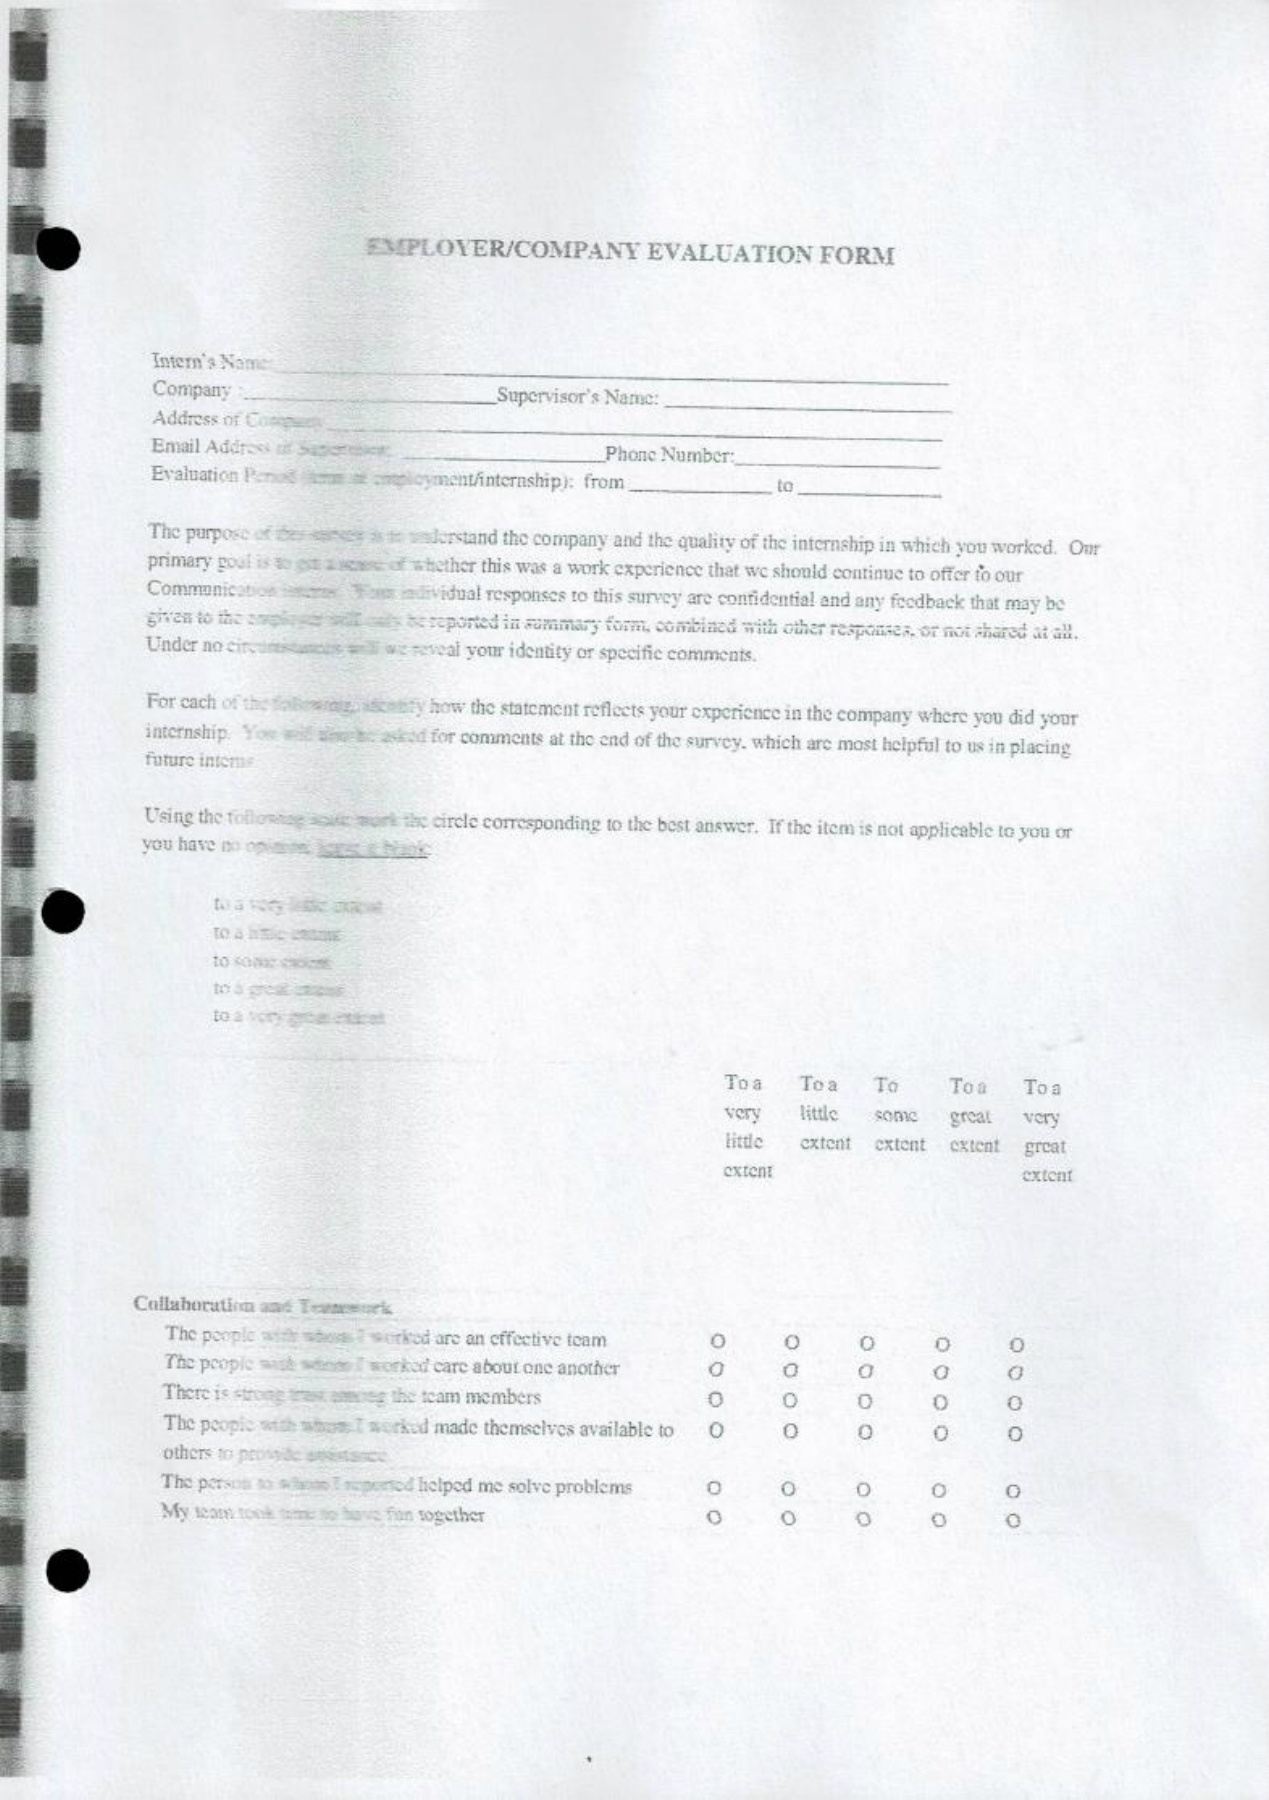 EMPLOYER/COMPANY EVALUATION FORM
Intern's Name:
Company : Supervisor's Name:
Address of Company
Email Address of Supervisor: Phone Number:
Evaluation Period employment/internship): from to
The purpose of this survey is to understand the company and the quality of the internship in which you worked. Our
primary goal is to get a sense of whether this was a work experience that we should continue to offer to our
Communication interns. Your individual responses to this survey are confidential and any feedback that may be
given to the employer will only be reported in summary form, combined with other responses, or not shared at all.
Under no circumstances will we reveal your identity or specific comments.
For each of the following, identify how the statement reflects your experience in the company where you did your
internship. You will also be asked for comments at the end of the survey, which are most helpful to us in placing
future interns
Using the following scale mark the circle corresponding to the best answer. If the item is not applicable to you or
you have no opinion, leave it blank:
to a very little extent
to a little extent
to some extent
to a great extent
to a very great extent
To a To a To To a To a
very little some great very
little extent extent extent great
extent extent
Collaboration and Teamwork
The people with whom I worked are an effective team O O O O O
The people with whom I worked care about one another O O O O O
There is strong trust among the team members O O O O O
The people with whom I worked made themselves available to O O O O O
others to provide assistance
The person to whom I reported helped me solve problems O O O O O
My team took time to have fun together O O O O O